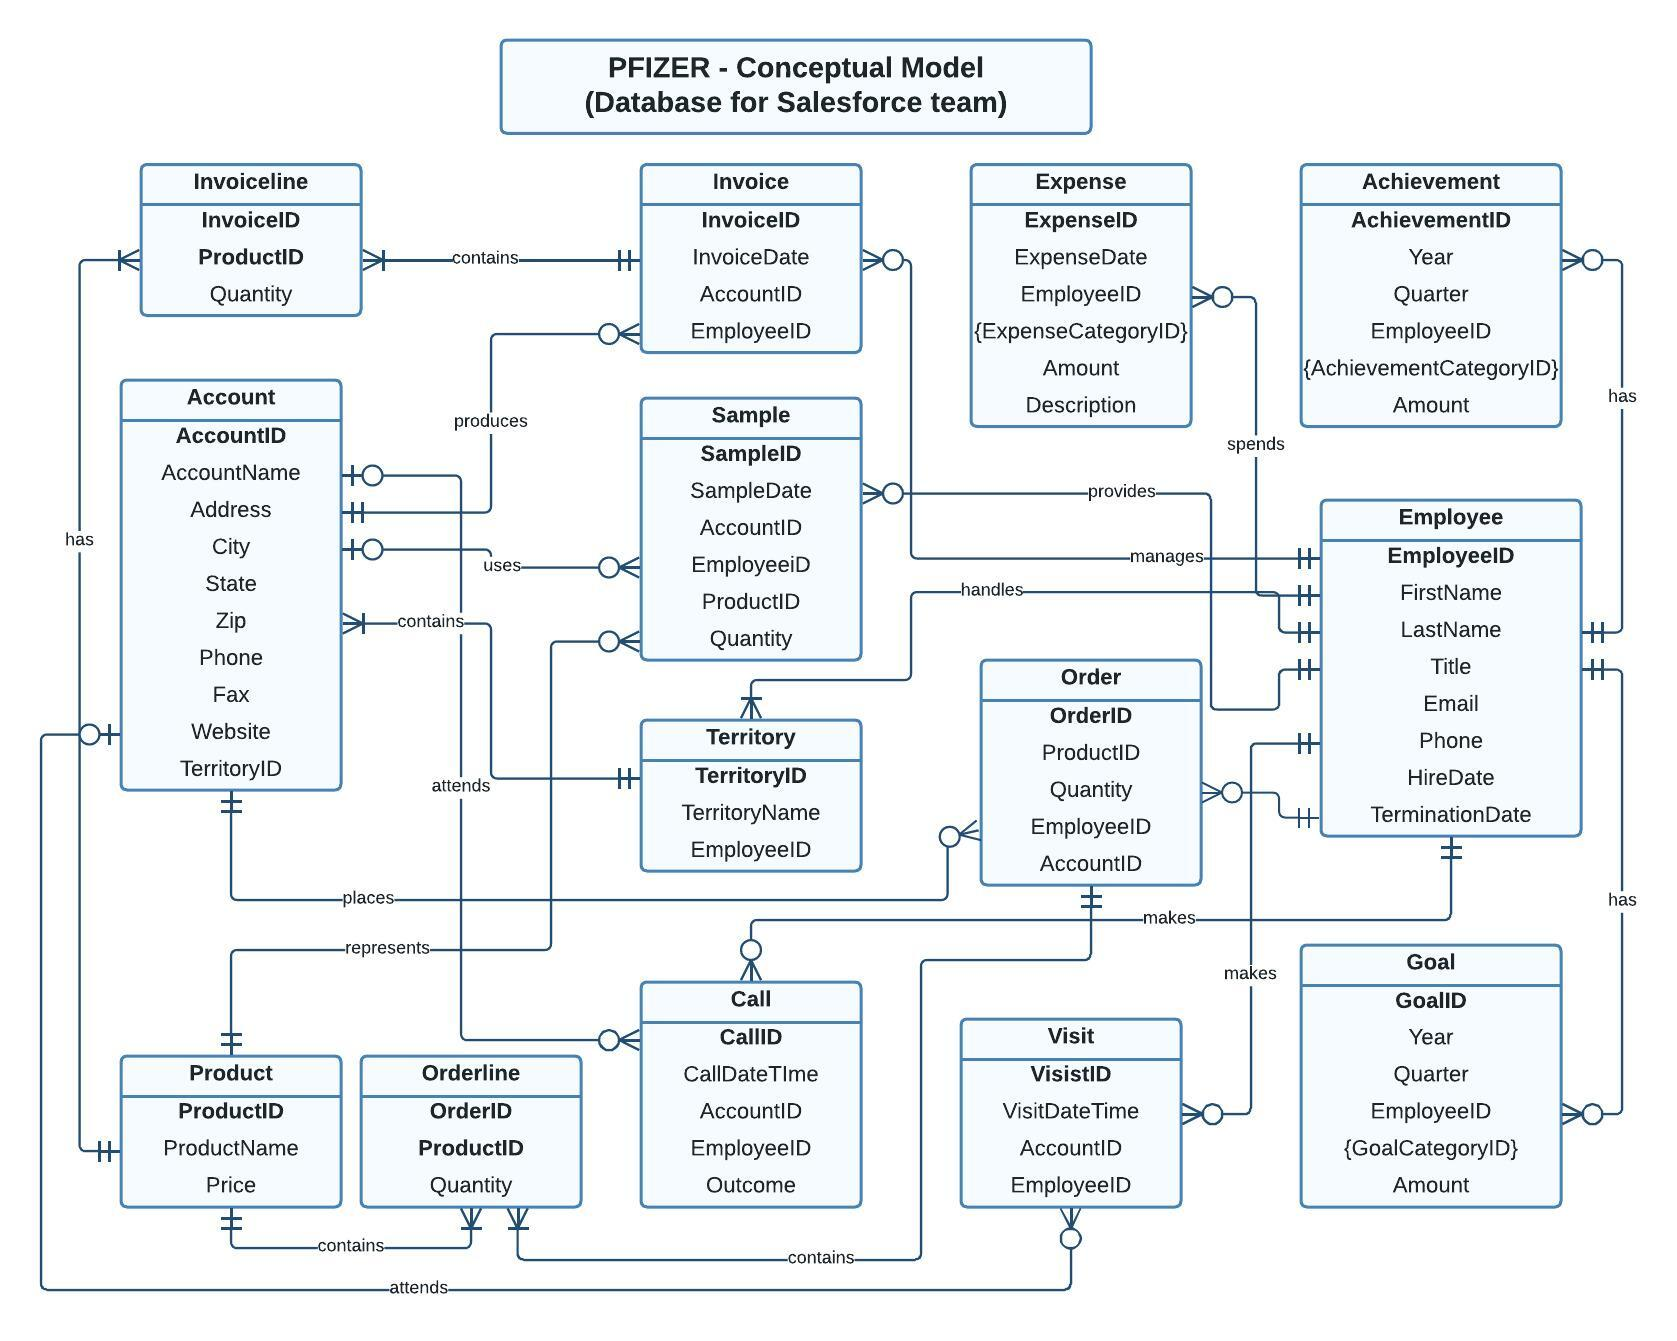 PFIZER - Conceptual Model
(Database for Salesforce team)
Invoiceline
InvoiceID
ProductID
Quantity
contains
Invoice
InvoiceID
InvoiceDate
AccountID
EmployeeID
Expense
ExpenseID
ExpenseDate
EmployeeID
{ExpenseCategoryID}
Amount
Description
Achievement
AchievementID
Year
Quarter
EmployeeID
{AchievementCategoryID}
Amount
has
Account
AccountID
AccountName
Address
City
State
Zip
Phone
Fax
Website
TerritoryID
has
produces
uses
contains
attends
Sample
SampleID
SampleDate
AccountID
EmployeeiD
ProductID
Quantity
spends
provides
manages
handles
Employee
EmployeeID
FirstName
LastName
Title
Email
Phone
HireDate
TerminationDate
Territory
TerritoryID
TerritoryName
EmployeeID
Order
OrderID
ProductID
Quantity
EmployeeID
AccountID
places
represents
makes
makes
has
Product
ProductID
ProductName
Price
Orderline
OrderID
ProductID
Quantity
Call
CallID
CallDateTIme
AccountID
EmployeeID
Outcome
Visit
VisistID
VisitDateTime
AccountID
EmployeeID
Goal
GoalID
Year
Quarter
EmployeeID
{GoalCategoryID}
Amount
contains
contains
attends